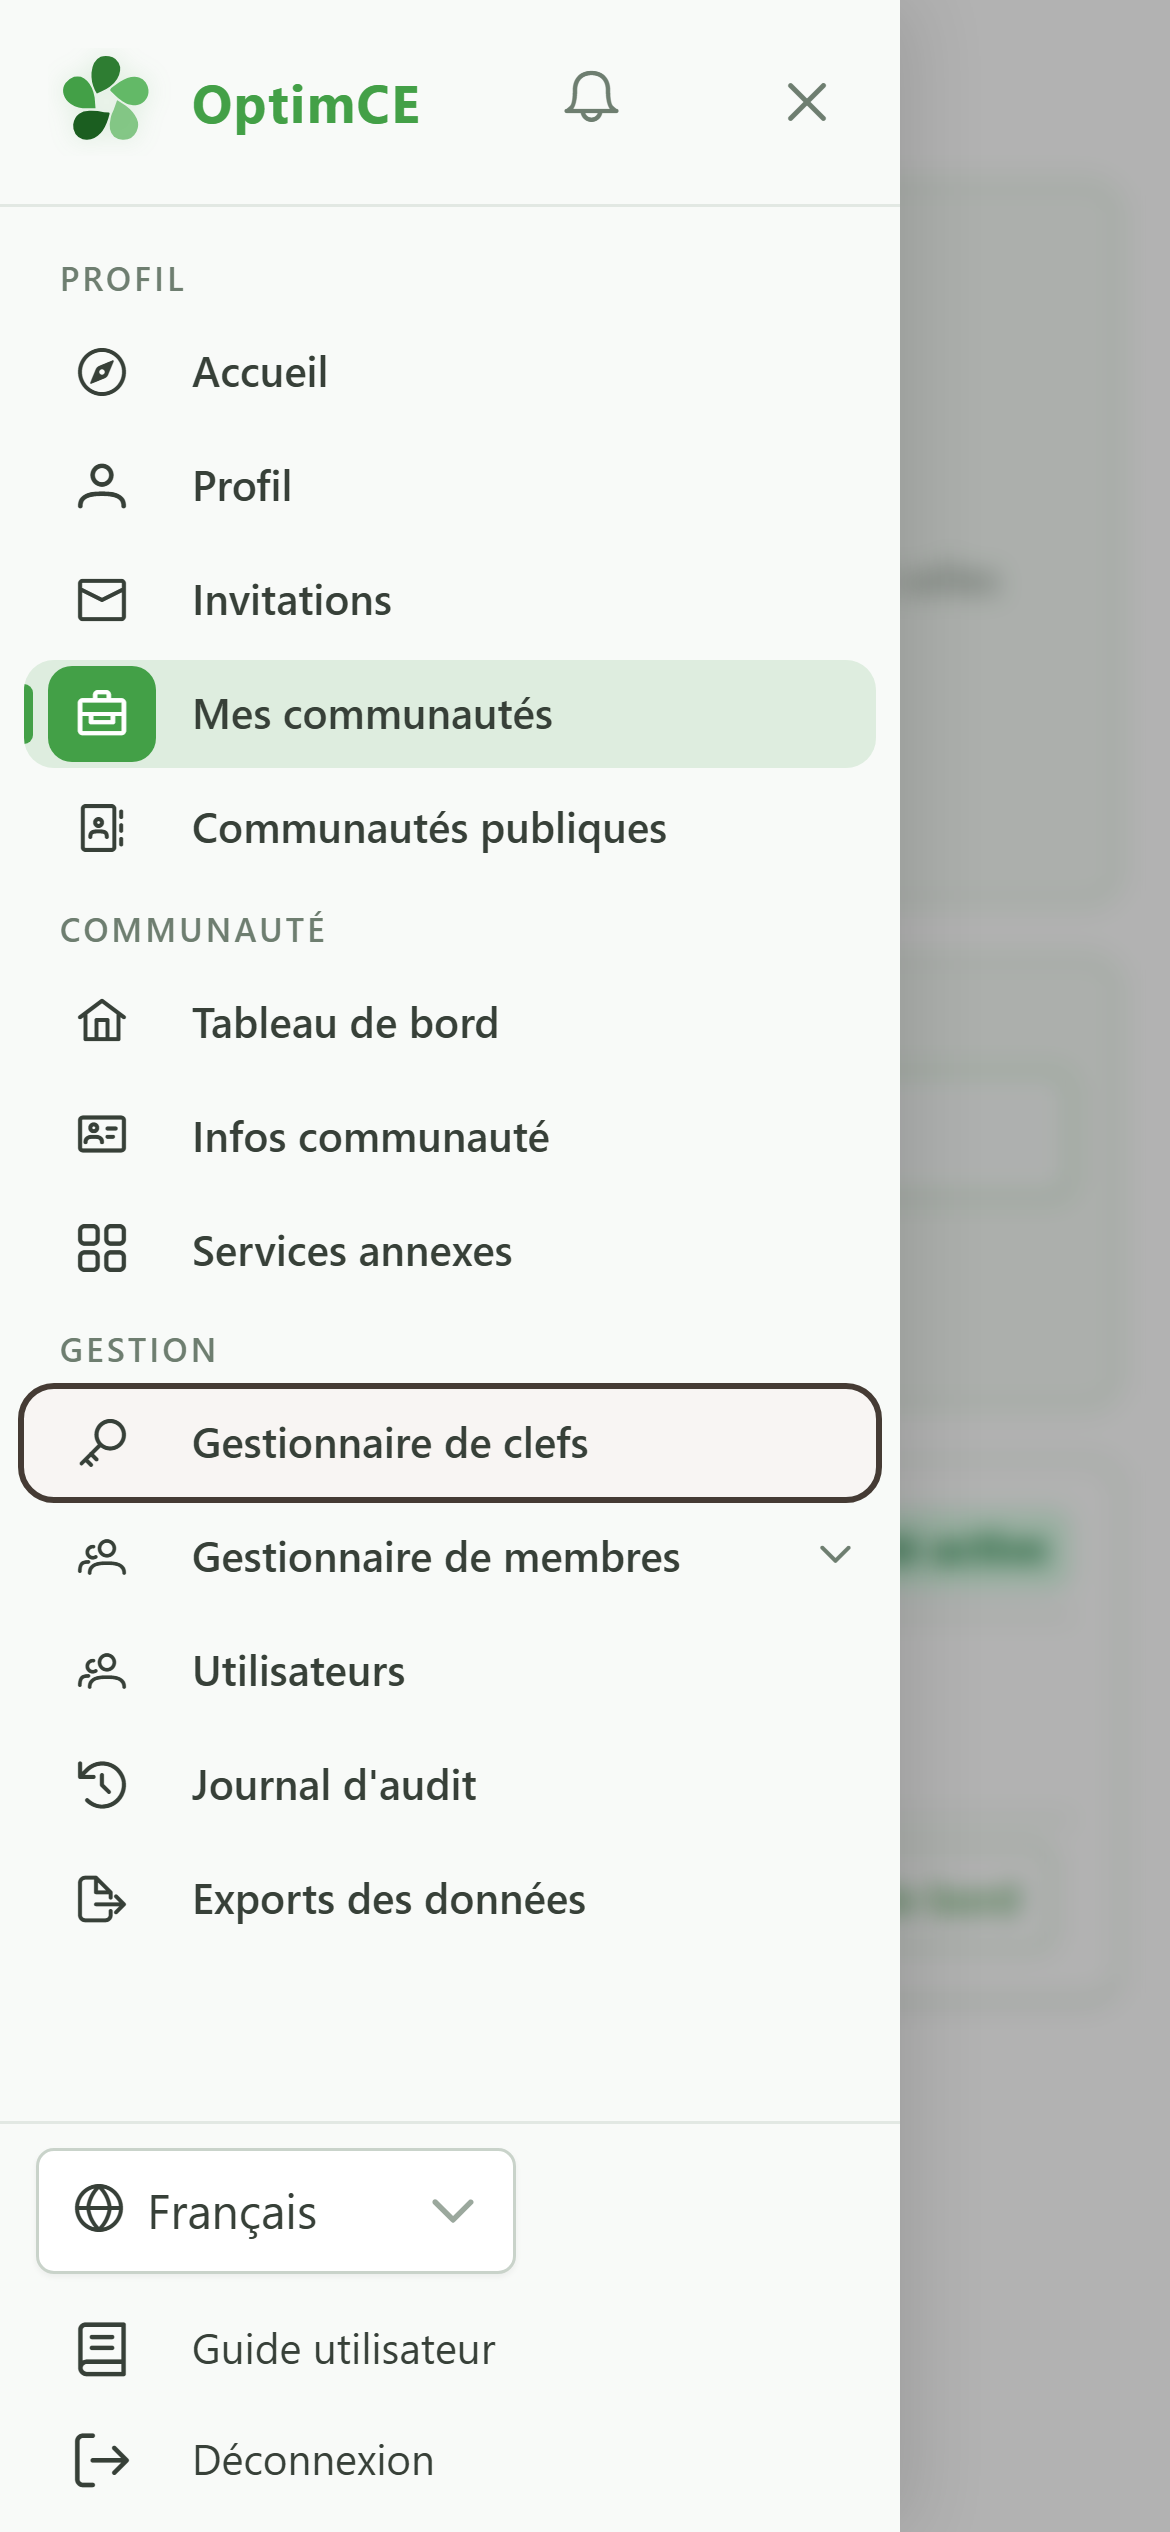 OptimCE
PROFIL
Accueil
Profil
Invitations
Mes communautés
Communautés publiques
COMMUNAUTÉ
Tableau de bord
Infos communauté
Services annexes
GESTION
Gestionnaire de clefs
Gestionnaire de membres
Utilisateurs
Journal d'audit
Exports des données
Français
Guide utilisateur
Déconnexion